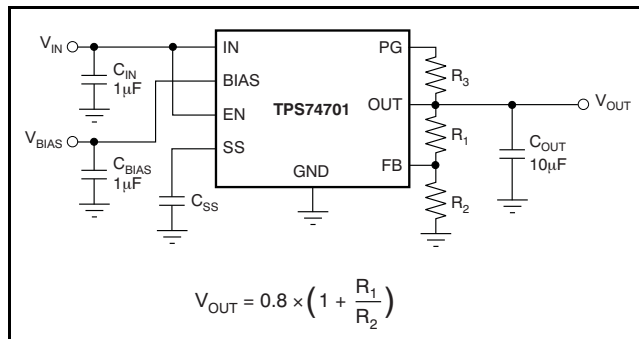 V_IN
C_IN
1μF
V_BIAS
C_BIAS
1μF
C_SS
IN
BIAS
EN
SS
TPS74701
GND
PG
OUT
FB
R_3
R_1
R_2
C_OUT
10μF
V_OUT
V_OUT = 0.8 × (1 + R_1/R_2)